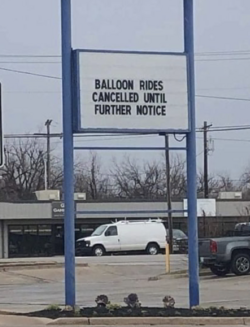 BALLOON RIDES
CANCELLED UNTIL
FURTHER NOTICE